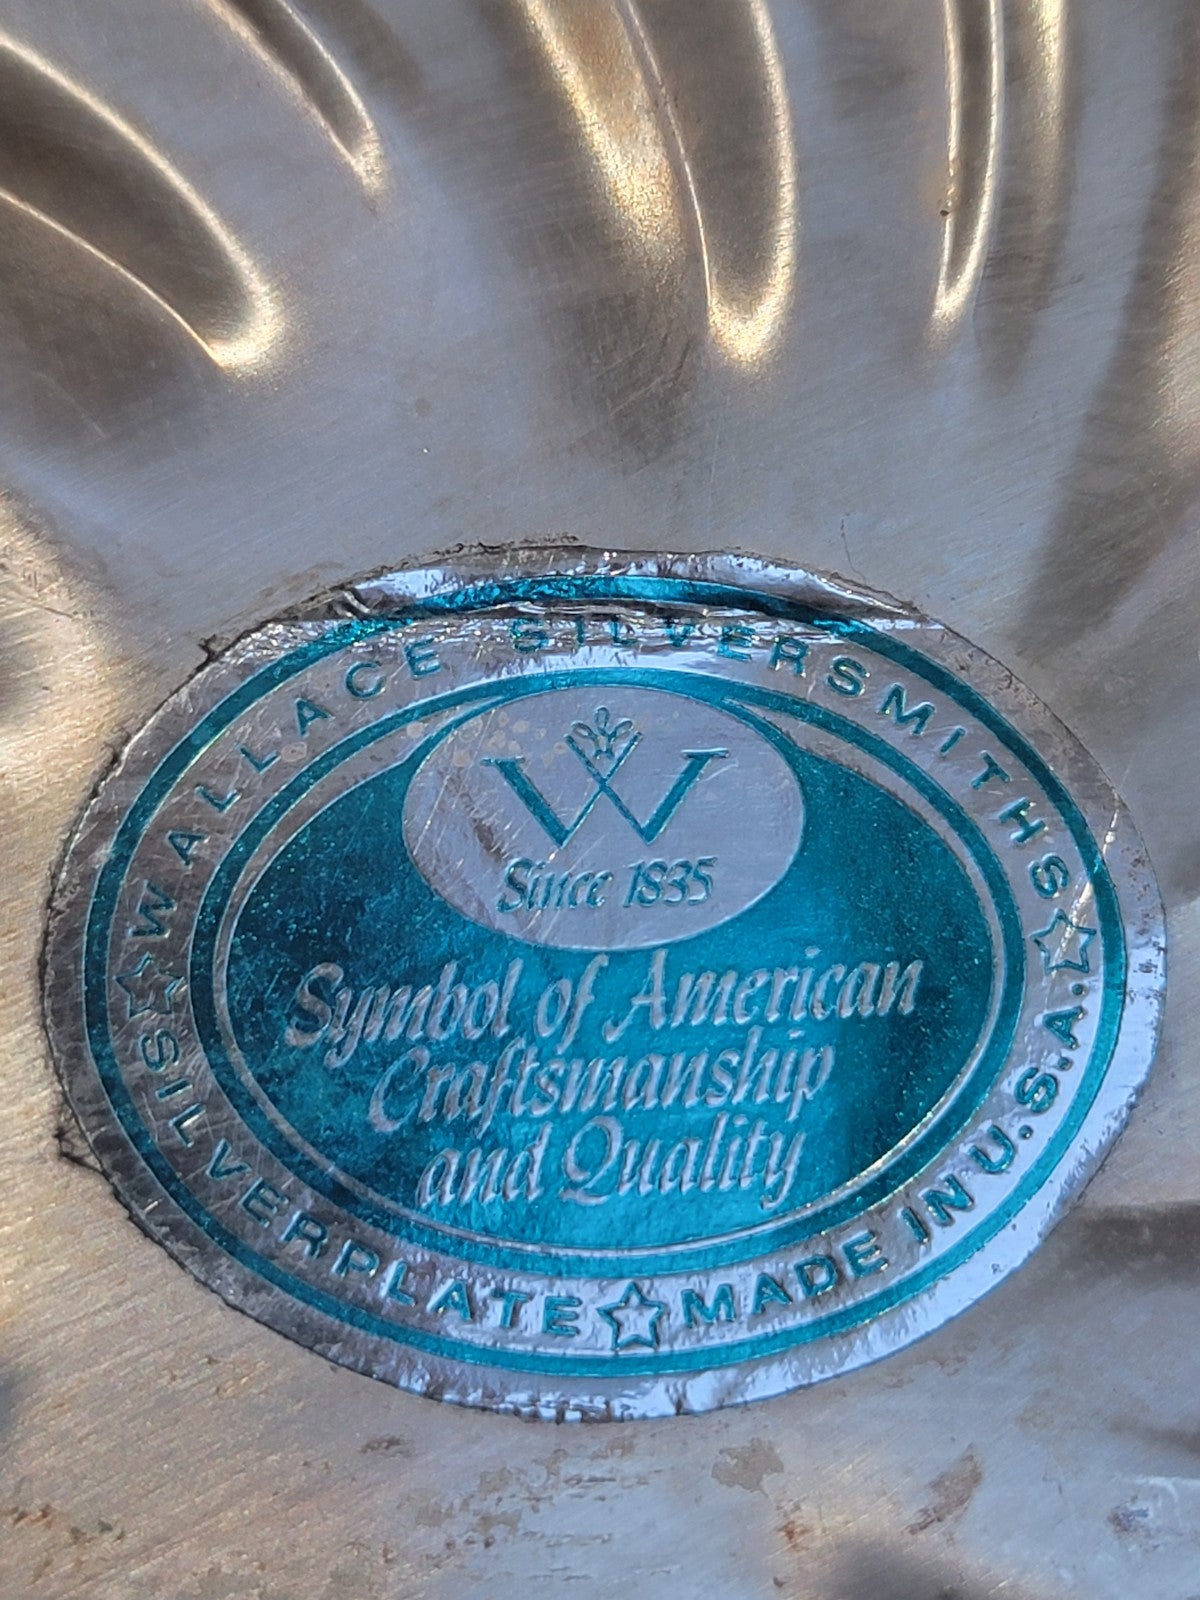 WALLACE SILVERSMITHS
W
Since 1835
Symbol of American
Craftsmanship
and Quality
SILVERPLATE ☆ MADE IN U.S.A.